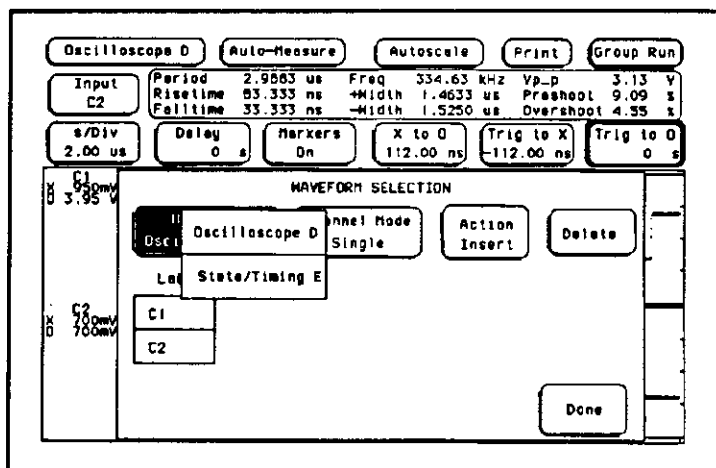 Oscilloscope D Auto-Measure Autoscale Print Group Run
Input C2
Period 2.9883 us Freq 334.63 kHz Vp_p 3.13 V
Risetime 83.333 ns +Width 1.4633 us Preshoot 9.09 %
Falltime 33.333 ns -Width 1.5250 us Overshoot 4.55 %
s/Div Delay Markers X to O Trig to X Trig to O
2.00 us 0 s On 112.00 ns -112.00 ns 0 s
C1
X 950mV
O 3.95 V
WAVEFORM SELECTION
Osci
Oscilloscope D
State/Timing E
nnel Mode
Single
Action
Insert
Delete
La
C1
C2
C2
X 700mV
O 700mV
Done